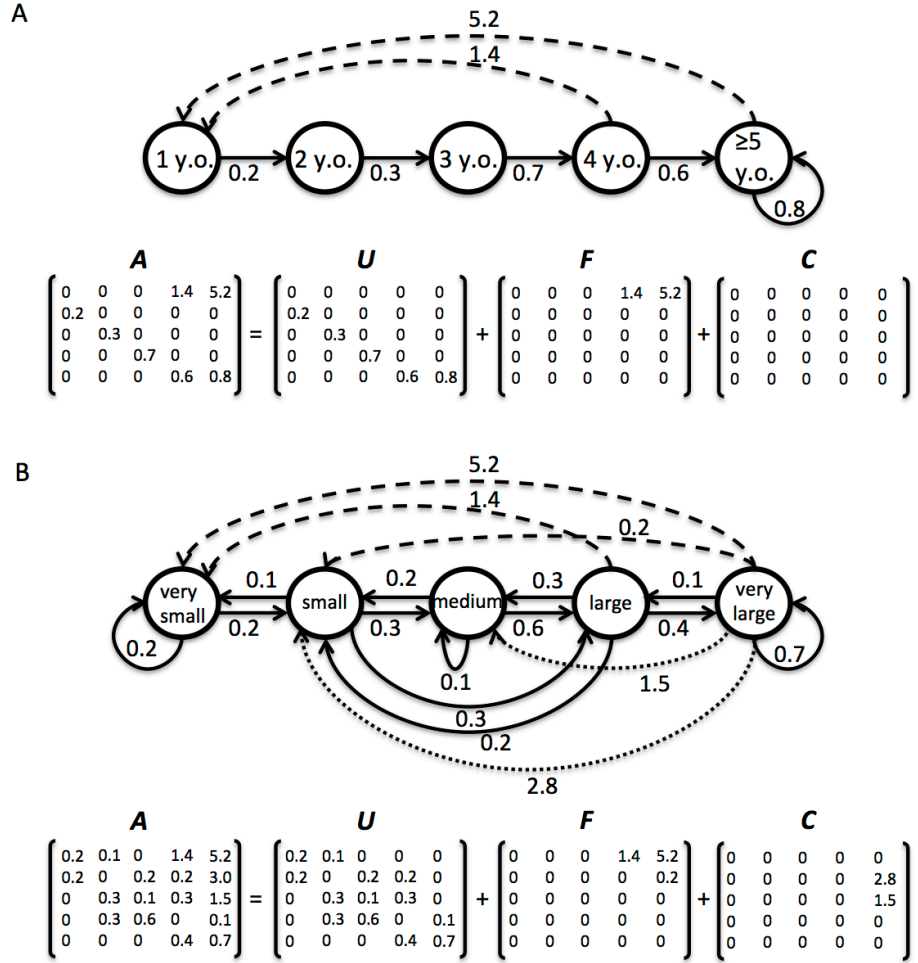 A
5.2
1.4
1 y.o. 2 y.o. 3 y.o. 4 y.o. ≥5 y.o.
0.2 0.3 0.7 0.6 0.8
A U F C
0 0 0 1.4 5.2 0 0 0 0 0 0 0 0 1.4 5.2 0 0 0 0 0
0.2 0 0 0 0 0.2 0 0 0 0 0 0 0 0 0 0 0 0 0 0
0 0.3 0 0 0 = 0 0.3 0 0 0 + 0 0 0 0 0 + 0 0 0 0 0
0 0 0.7 0 0 0 0 0.7 0 0 0 0 0 0 0 0 0 0 0 0
0 0 0 0.6 0.8 0 0 0 0.6 0.8 0 0 0 0 0 0 0 0 0 0
B
5.2
1.4
0.2
0.1 0.2 0.3 0.1
very small small medium large very large
0.2 0.3 0.6 0.4
0.2 0.1 0.7
1.5
0.3
0.2
2.8
A U F C
0.2 0.1 0 1.4 5.2 0.2 0.1 0 0 0 0 0 0 1.4 5.2 0 0 0 0 0
0.2 0 0.2 0.2 3.0 0.2 0 0.2 0.2 0 0 0 0 0 0.2 0 0 0 0 2.8
0 0.3 0.1 0.3 1.5 = 0 0.3 0.1 0.3 0 + 0 0 0 0 0 + 0 0 0 0 1.5
0 0.3 0.6 0 0.1 0 0.3 0.6 0 0.1 0 0 0 0 0 0 0 0 0 0
0 0 0 0.4 0.7 0 0 0 0.4 0.7 0 0 0 0 0 0 0 0 0 0